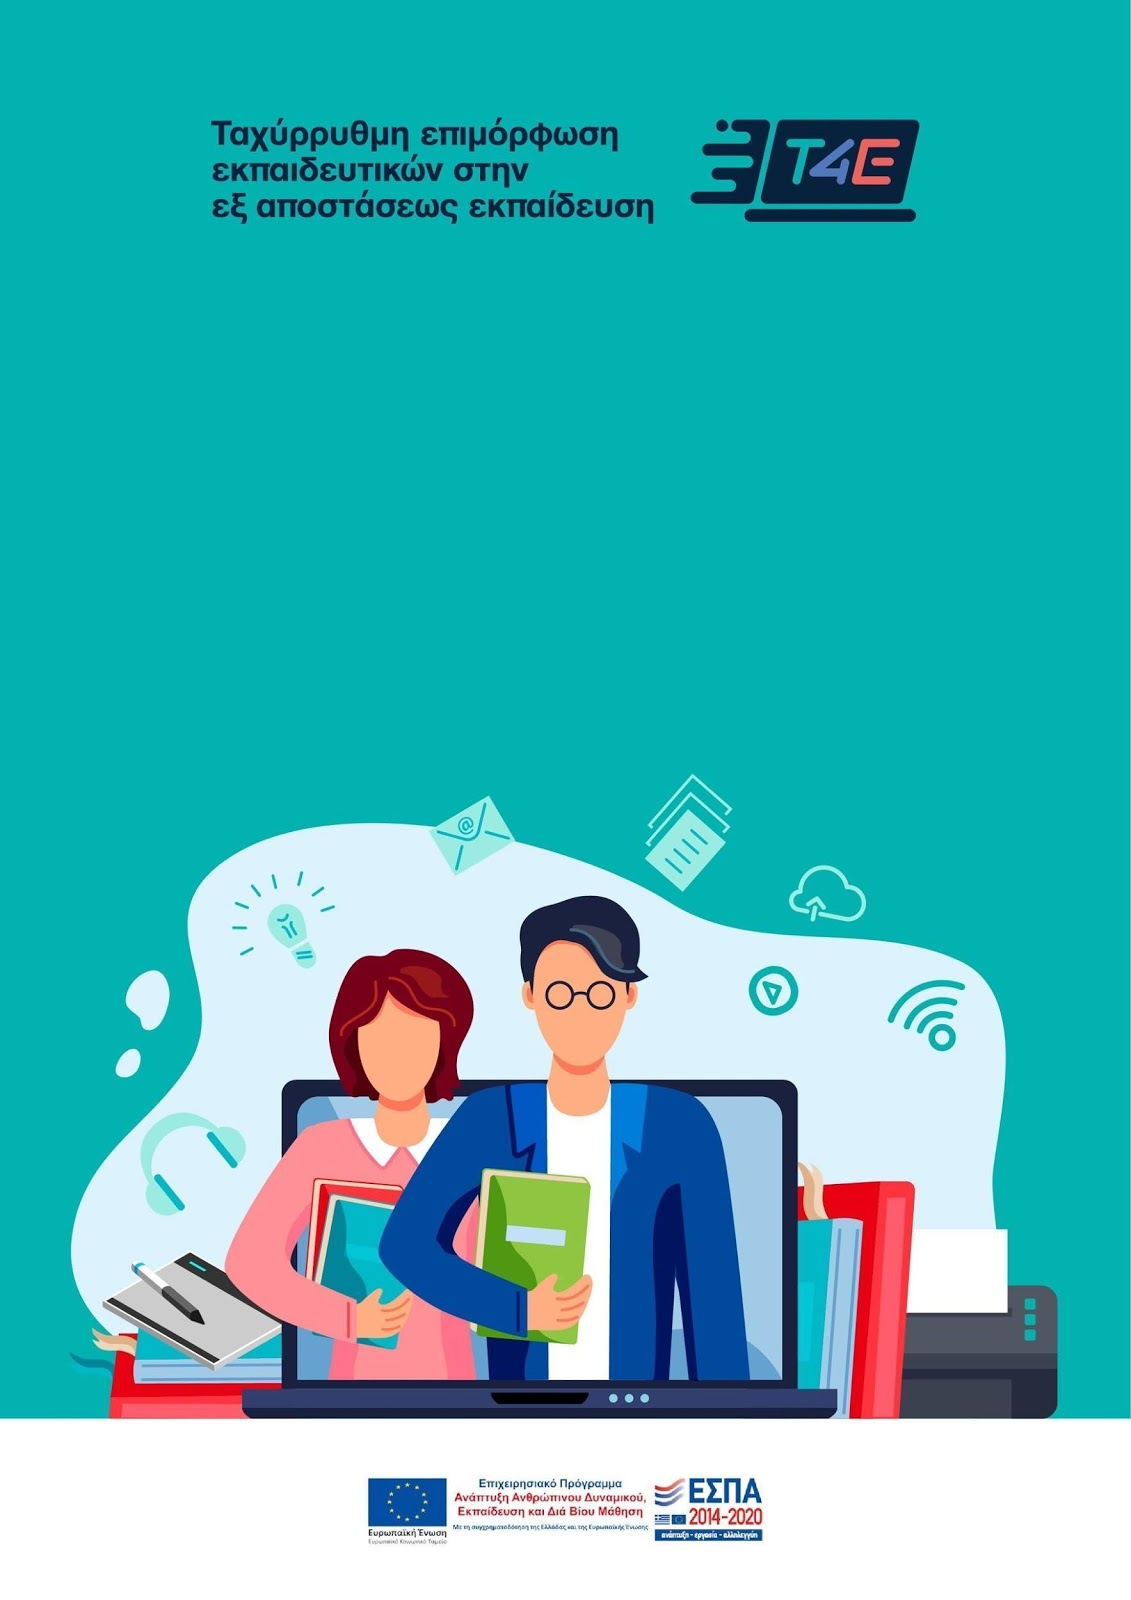 Ταχύρρυθμη επιμόρφωση
εκπαιδευτικών στην
εξ αποστάσεως εκπαίδευση
T4E
@
Επιχειρησιακό Πρόγραμμα
Ανάπτυξη Ανθρώπινου Δυναμικού,
Εκπαίδευση και Διά Βίου Μάθηση
Με τη συγχρηματοδότηση της Ελλάδας και της Ευρωπαϊκής Ένωσης
Ευρωπαϊκή Ένωση
Ευρωπαϊκό Κοινωνικό Ταμείο
ΕΣΠΑ
2014-2020
ανάπτυξη - εργασία - αλληλεγγύη